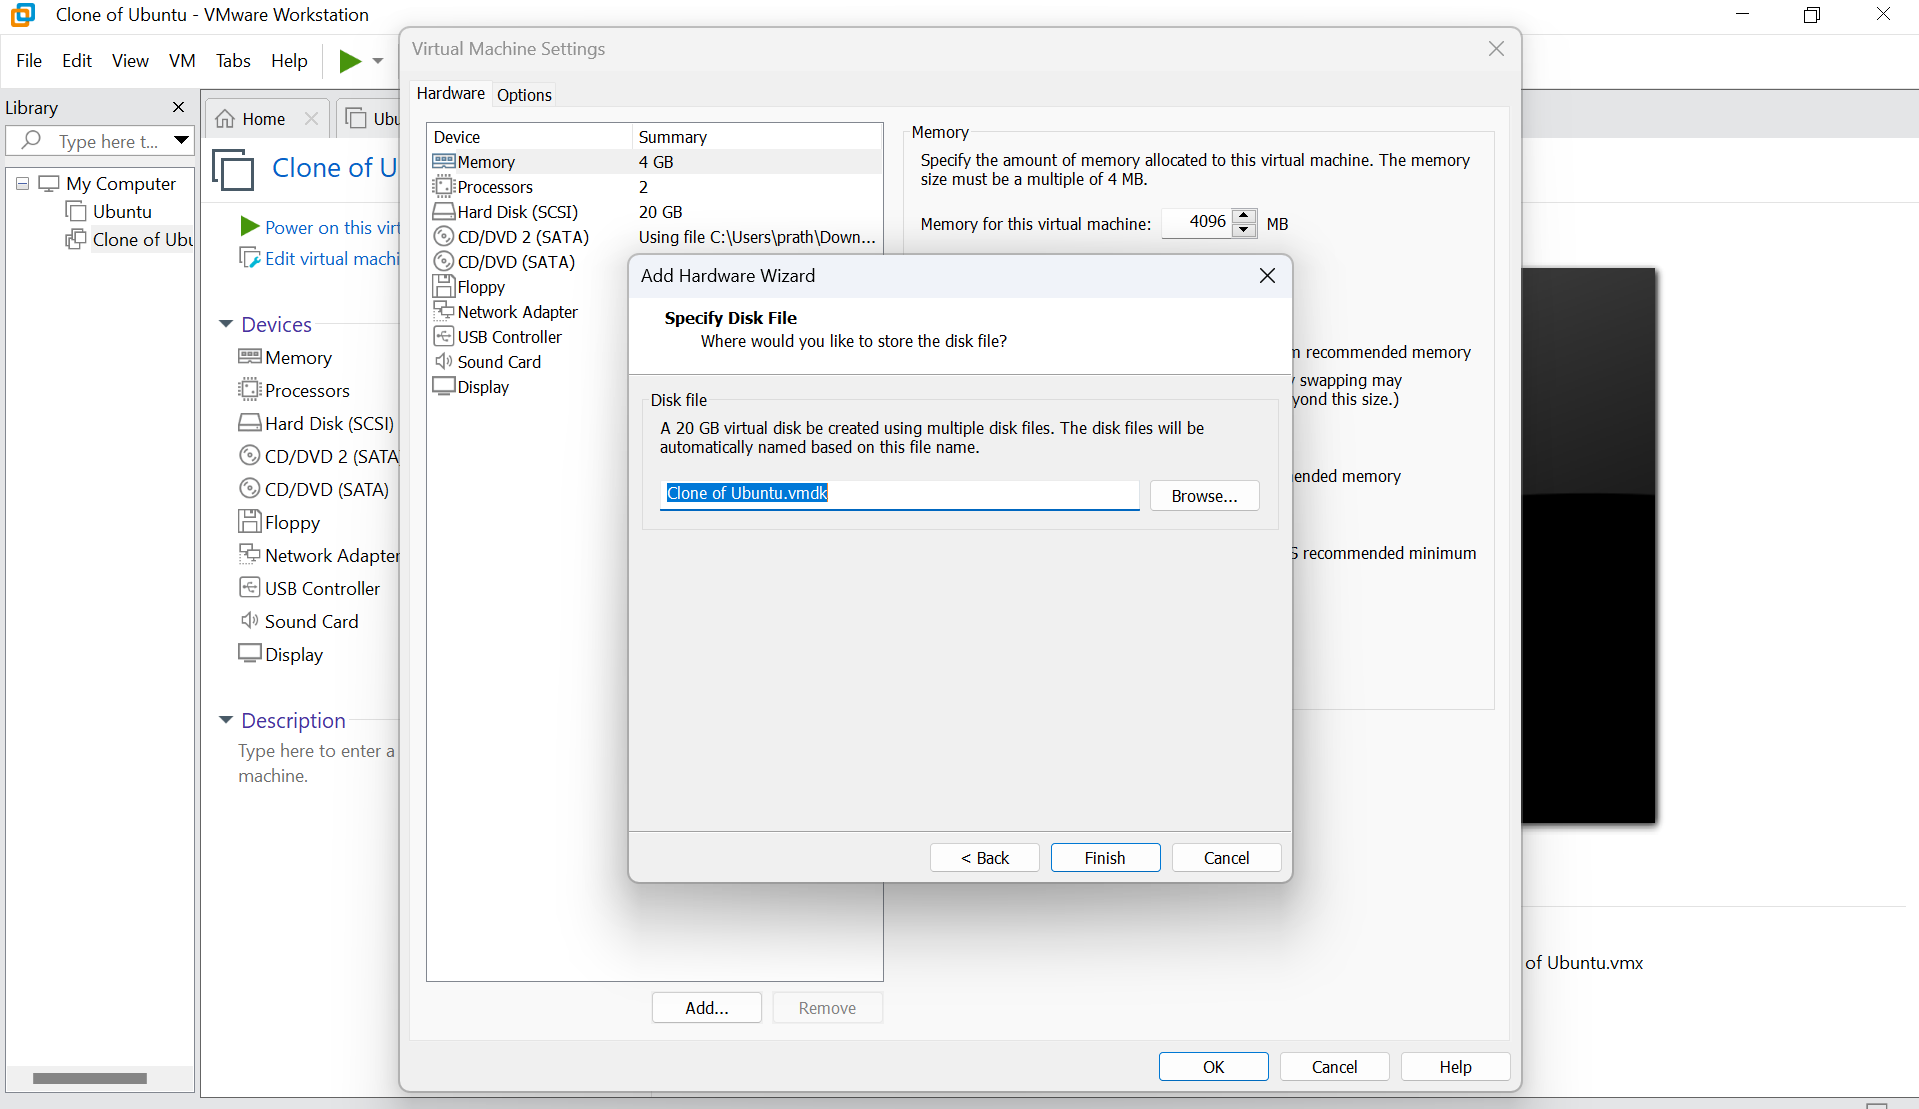 Clone of Ubuntu - VMware Workstation
File Edit View VM Tabs Help
Library
Type here t...
My Computer
Ubuntu
Clone of Ubu
Home
Ubu
Clone of U
Power on this virt
Edit virtual machi
Devices
Memory
Processors
Hard Disk (SCSI)
CD/DVD 2 (SATA
CD/DVD (SATA)
Floppy
Network Adapter
USB Controller
Sound Card
Display
Description
Type here to enter a
machine.
Virtual Machine Settings
Hardware Options
Device Summary
Memory 4 GB
Processors 2
Hard Disk (SCSI) 20 GB
CD/DVD 2 (SATA) Using file C:\Users\prath\Down...
CD/DVD (SATA)
Floppy
Network Adapter
USB Controller
Sound Card
Display
Add... Remove
Memory
Specify the amount of memory allocated to this virtual machine. The memory
size must be a multiple of 4 MB.
Memory for this virtual machine: 4096 MB
recommended memory
swapping may
yond this size.)
ended memory
S recommended minimum
Add Hardware Wizard
Specify Disk File
Where would you like to store the disk file?
Disk file
A 20 GB virtual disk be created using multiple disk files. The disk files will be
automatically named based on this file name.
Clone of Ubuntu.vmdk Browse...
< Back Finish Cancel
OK Cancel Help
of Ubuntu.vmx